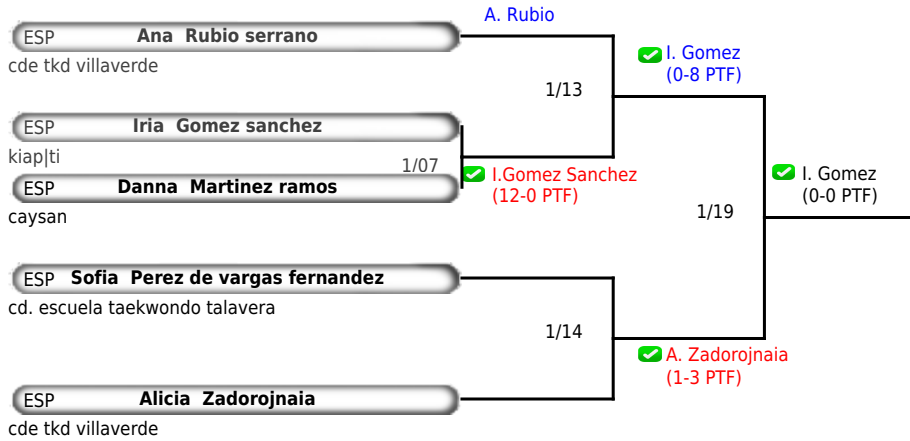 A. Rubio
ESP Ana Rubio serrano
cde tkd villaverde
I. Gomez
(0-8 PTF)
1/13
ESP Iria Gomez sanchez
kiap|ti
1/07
I.Gomez Sanchez
(12-0 PTF)
ESP Danna Martinez ramos
caysan
I. Gomez
(0-0 PTF)
1/19
ESP Sofia Perez de vargas fernandez
cd. escuela taekwondo talavera
1/14
A. Zadorojnaia
(1-3 PTF)
ESP Alicia Zadorojnaia
cde tkd villaverde